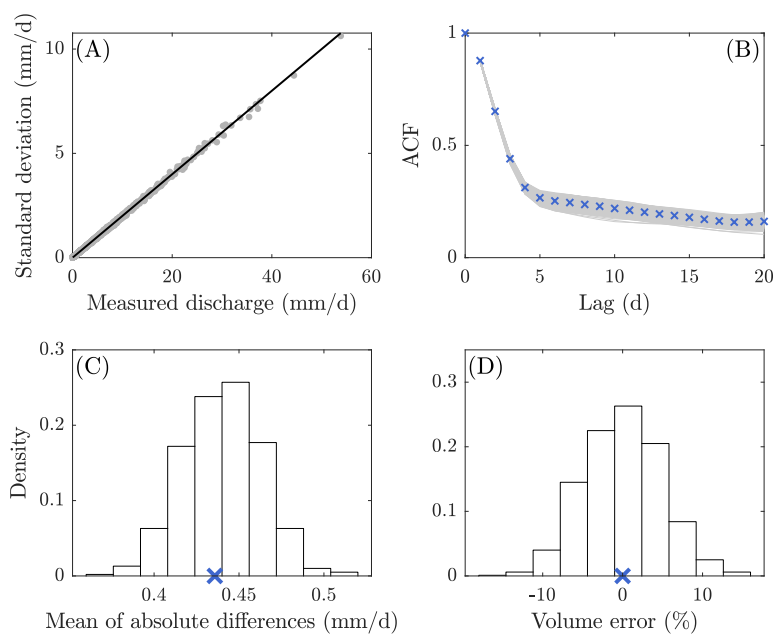 (A)
Standard deviation (mm/d)
10
5
0
0 20 40 60
Measured discharge (mm/d)
(B)
ACF
1
0.5
0
0 5 10 15 20
Lag (d)
(C)
Density
0.3
0.2
0.1
0
0.4 0.45 0.5
Mean of absolute differences (mm/d)
(D)
0.3
0.2
0.1
0
-10 0 10
Volume error (%)